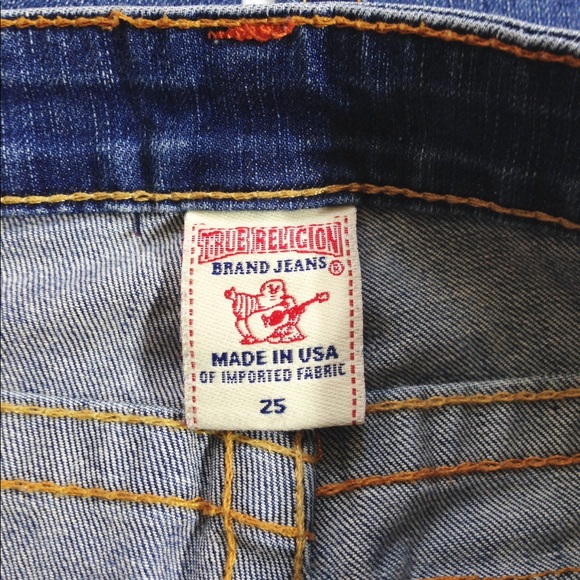 TRUE RELIGION
BRAND JEANS®
MADE IN USA
OF IMPORTED FABRIC
25